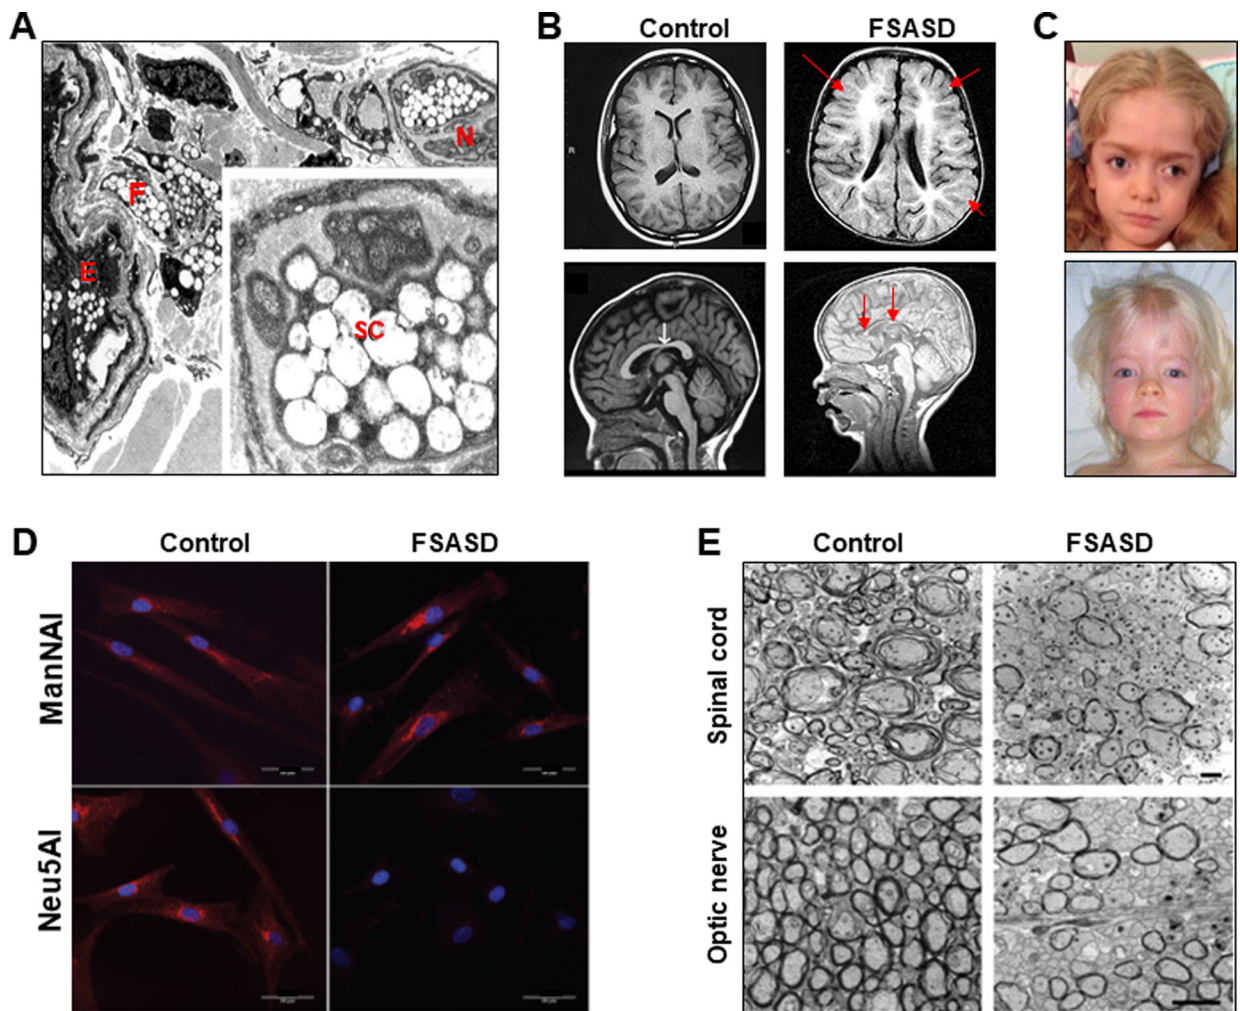 A
B
Control
FSASD
C
N
F
E
SC
R
D
Control
FSASD
ManNAl
Neu5Al
E
Control
FSASD
Spinal cord
Optic nerve